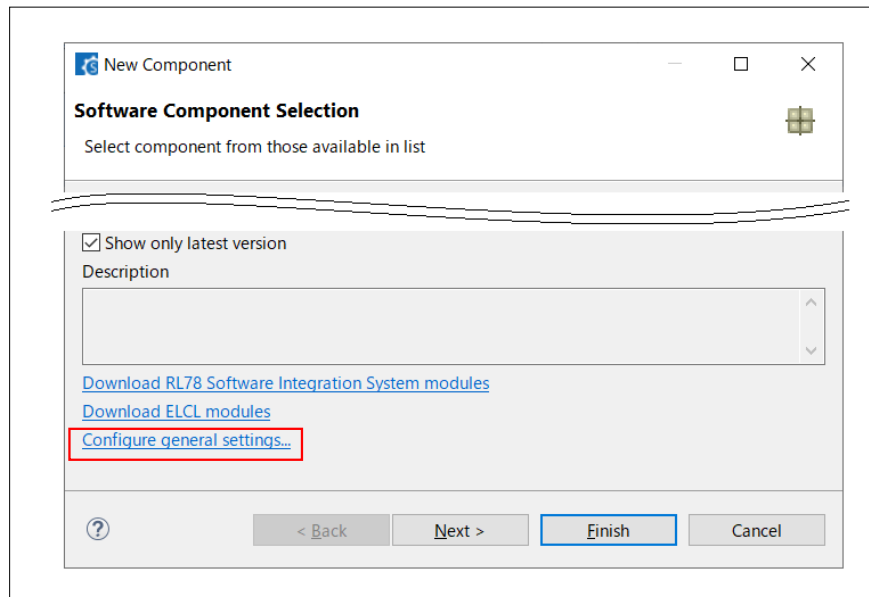 New Component
Software Component Selection
Select component from those available in list
Show only latest version
Description
Download RL78 Software Integration System modules
Download ELCL modules
Configure general settings...
< Back Next > Finish Cancel